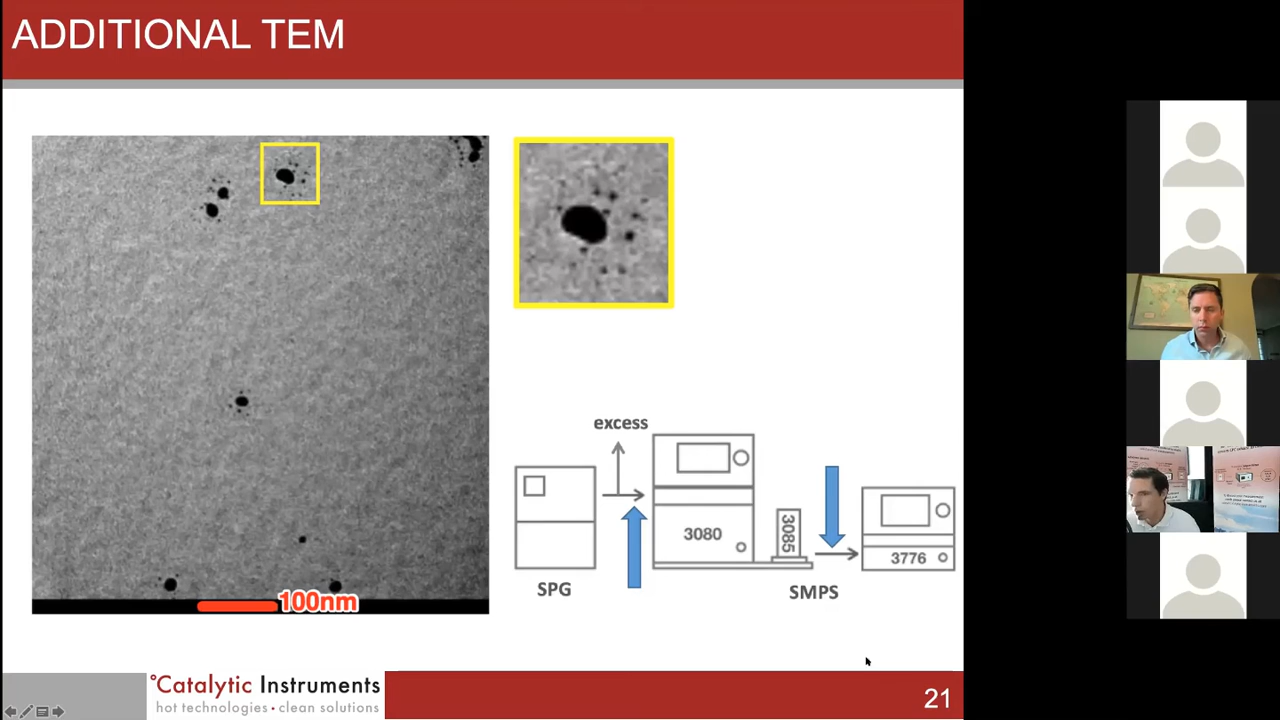 ADDITIONAL TEM
100nm
excess
3080
3085
3776
SPG
SMPS
°Catalytic Instruments
hot technologies • clean solutions
21